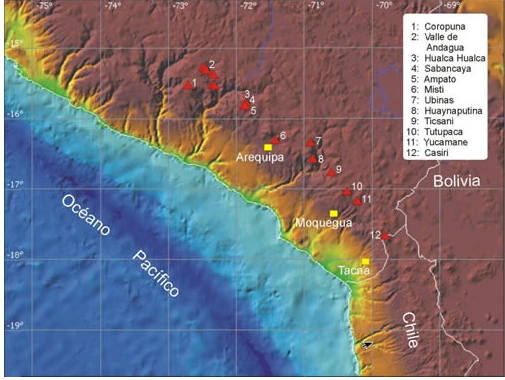 -75° -74° -73° -72° -71° -70°
-15°
-16°
-17°
-18°
-19°
1: Coropuna
2: Valle de
Andagua
3: Hualca Hualca
4: Sabancaya
5: Ampato
6: Misti
7: Ubinas
8: Huaynaputina
9: Ticsani
10: Tutupaca
11: Yucamane
12: Casiri
2
1
3
4
5
6
7
8
9
10
11
12
Arequipa
Moquegua
Tacna
Bolivia
Chile
Océano
Pacífico